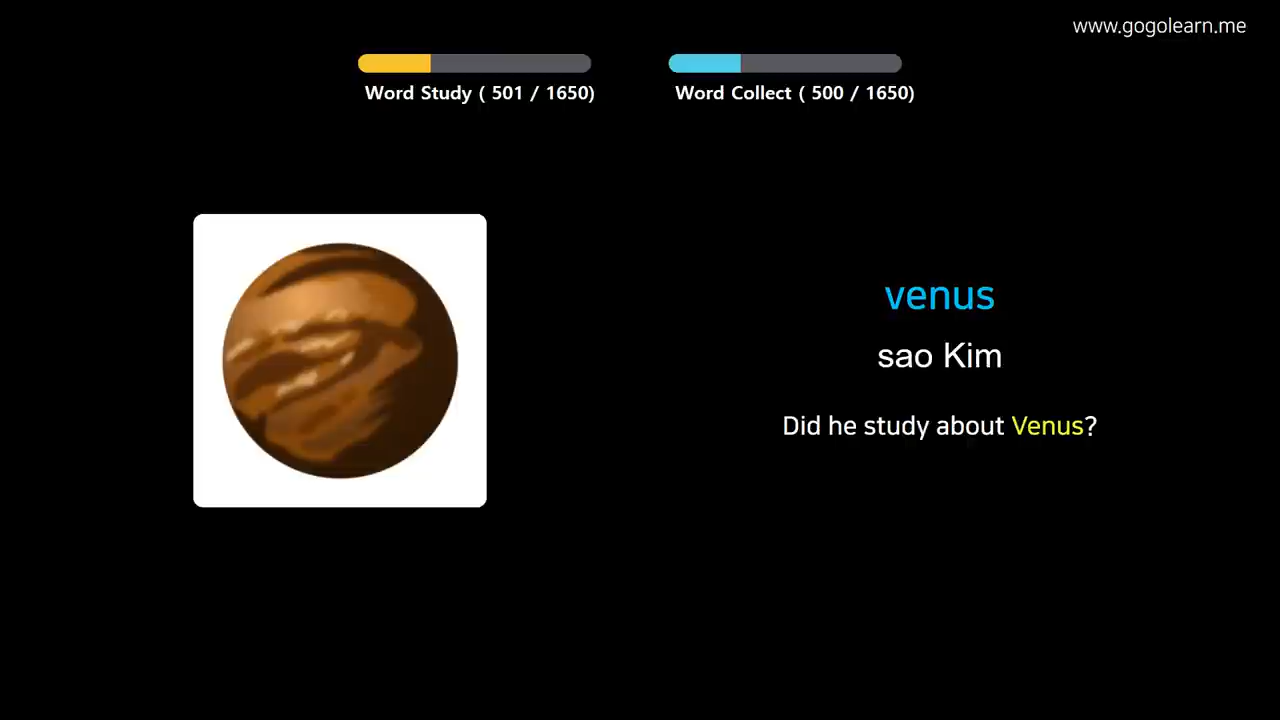 www.gogolearn.me
Word Study ( 501 / 1650)
Word Collect ( 500 / 1650)
venus
sao Kim
Did he study about Venus?